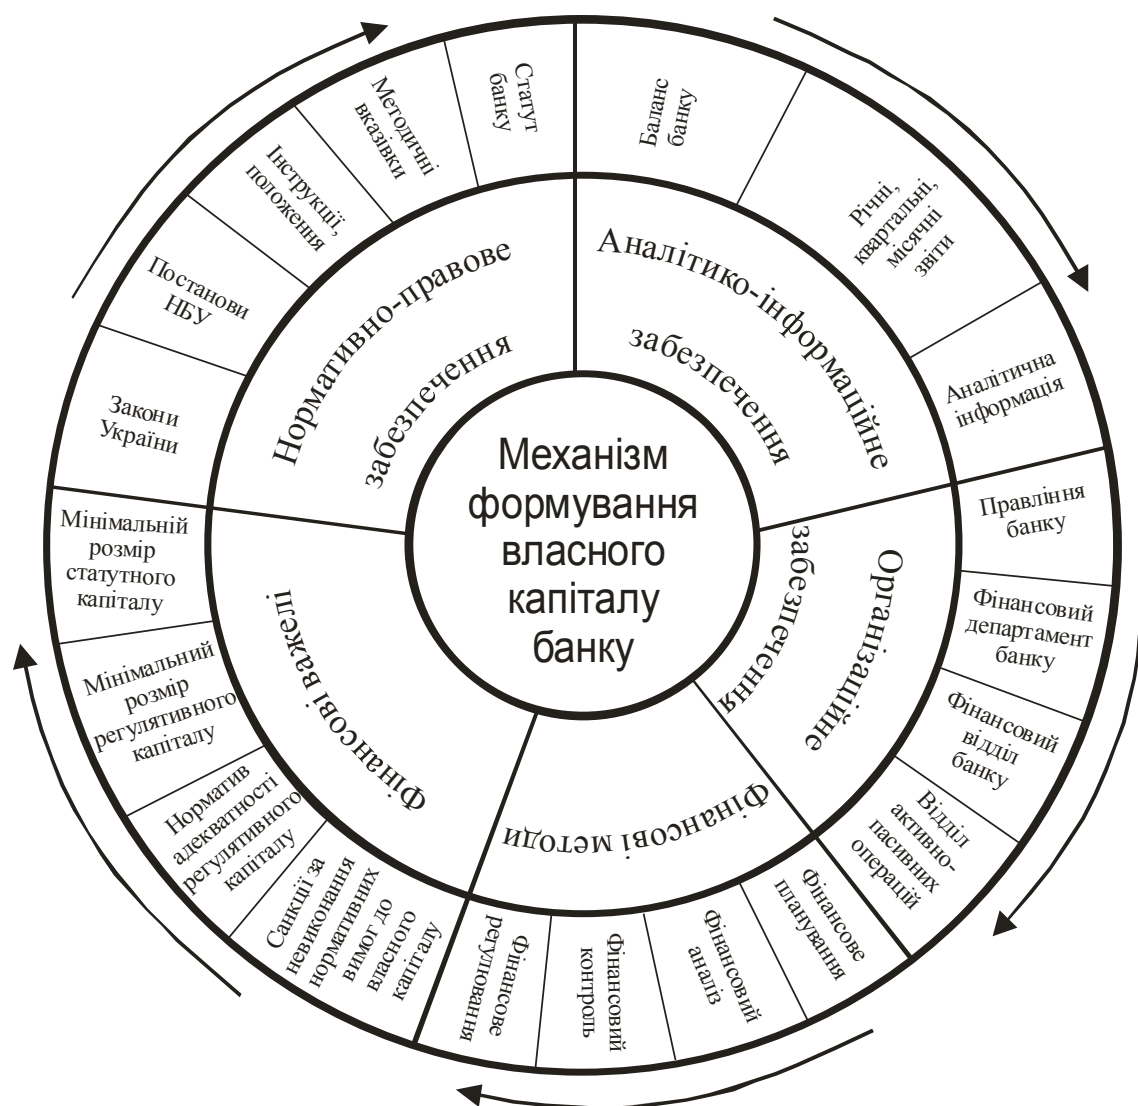 Механізм
формування
власного
капіталу
банку
Нормативно-правове
забезпечення
Закони
України
Постанови
НБУ
Інструкції,
положення
Методичні
вказівки
Статут
банку
Аналітико-інформаційне
забезпечення
Баланс
банку
Річні,
квартальні,
місячні
звіти
Аналітична
інформація
Організаційне
забезпечення
Правління
банку
Фінансовий
департамент
банку
Фінансовий
відділ
банку
Відділ
активно-
пасивних
операцій
Фінансові методи
Фінансове
планування
Фінансовий
аналіз
Фінансовий
контроль
Фінансове
регулювання
Фінансові важелі
Санкції за
невиконання
нормативних
вимог до
власного
капіталу
Норматив
адекватності
регулятивного
капіталу
Мінімальний
розмір
регулятивного
капіталу
Мінімальній
розмір
статутного
капіталу